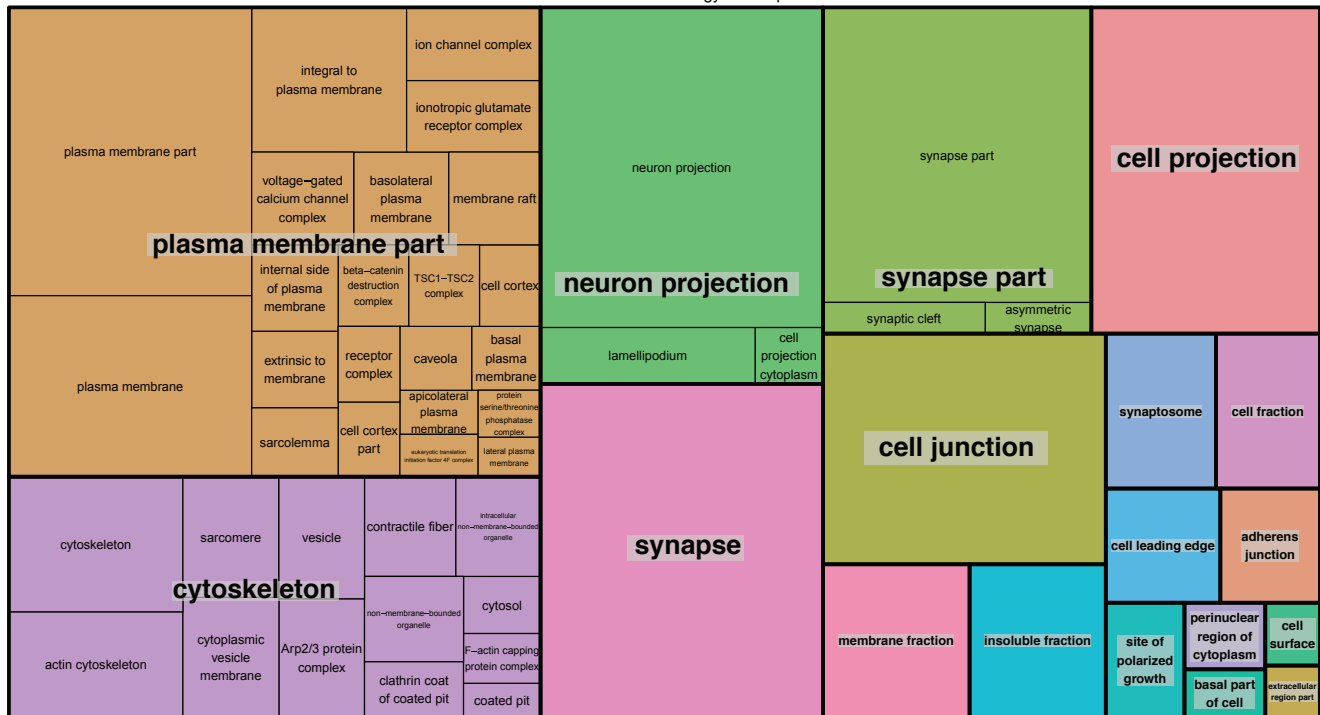 plasma membrane part
integral to
plasma membrane
ion channel complex
ionotropic glutamate
receptor complex
voltage–gated
calcium channel
complex
basolateral
plasma
membrane
membrane raft
plasma membrane part
internal side
of plasma
membrane
beta–catenin
destruction
complex
TSC1–TSC2
complex
cell cortex
plasma membrane
extrinsic to
membrane
receptor
complex
caveola
basal
plasma
membrane
sarcolemma
cell cortex
part
apicolateral
plasma
membrane
protein
serine/threonine
phosphatase
complex
eukaryotic translation
initiation factor 4F complex
lateral plasma
membrane
cytoskeleton
sarcomere
vesicle
contractile fiber
intracellular
non–membrane–bounded
organelle
cytoskeleton
actin cytoskeleton
cytoplasmic
vesicle
membrane
Arp2/3 protein
complex
non–membrane–bounded
organelle
cytosol
clathrin coat
of coated pit
F–actin capping
protein complex
coated pit
neuron projection
neuron projection
lamellipodium
cell
projection
cytoplasm
synapse
synapse part
synapse part
synaptic cleft
asymmetric
synapse
cell projection
cell junction
synaptosome
cell fraction
cell leading edge
adherens
junction
membrane fraction
insoluble fraction
site of
polarized
growth
perinuclear
region of
cytoplasm
cell
surface
basal part
of cell
extracellular
region part